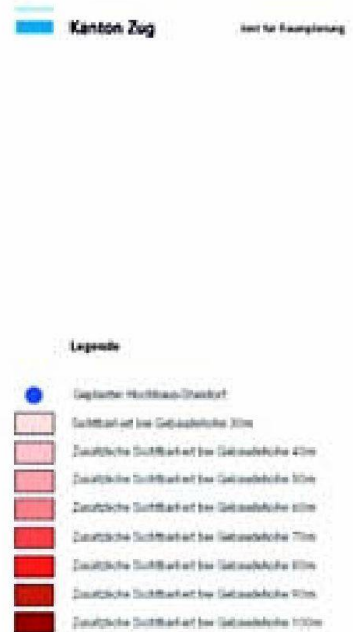 Kanton Zug Amt für Raumplanung
Legende
Geplanter Hochhaus-Standort
Sichtbarkeit bei Gebäudehöhe 30m
Zusätzliche Sichtbarkeit bei Gebäudehöhe 40m
Zusätzliche Sichtbarkeit bei Gebäudehöhe 50m
Zusätzliche Sichtbarkeit bei Gebäudehöhe 60m
Zusätzliche Sichtbarkeit bei Gebäudehöhe 70m
Zusätzliche Sichtbarkeit bei Gebäudehöhe 80m
Zusätzliche Sichtbarkeit bei Gebäudehöhe 90m
Zusätzliche Sichtbarkeit bei Gebäudehöhe 100m